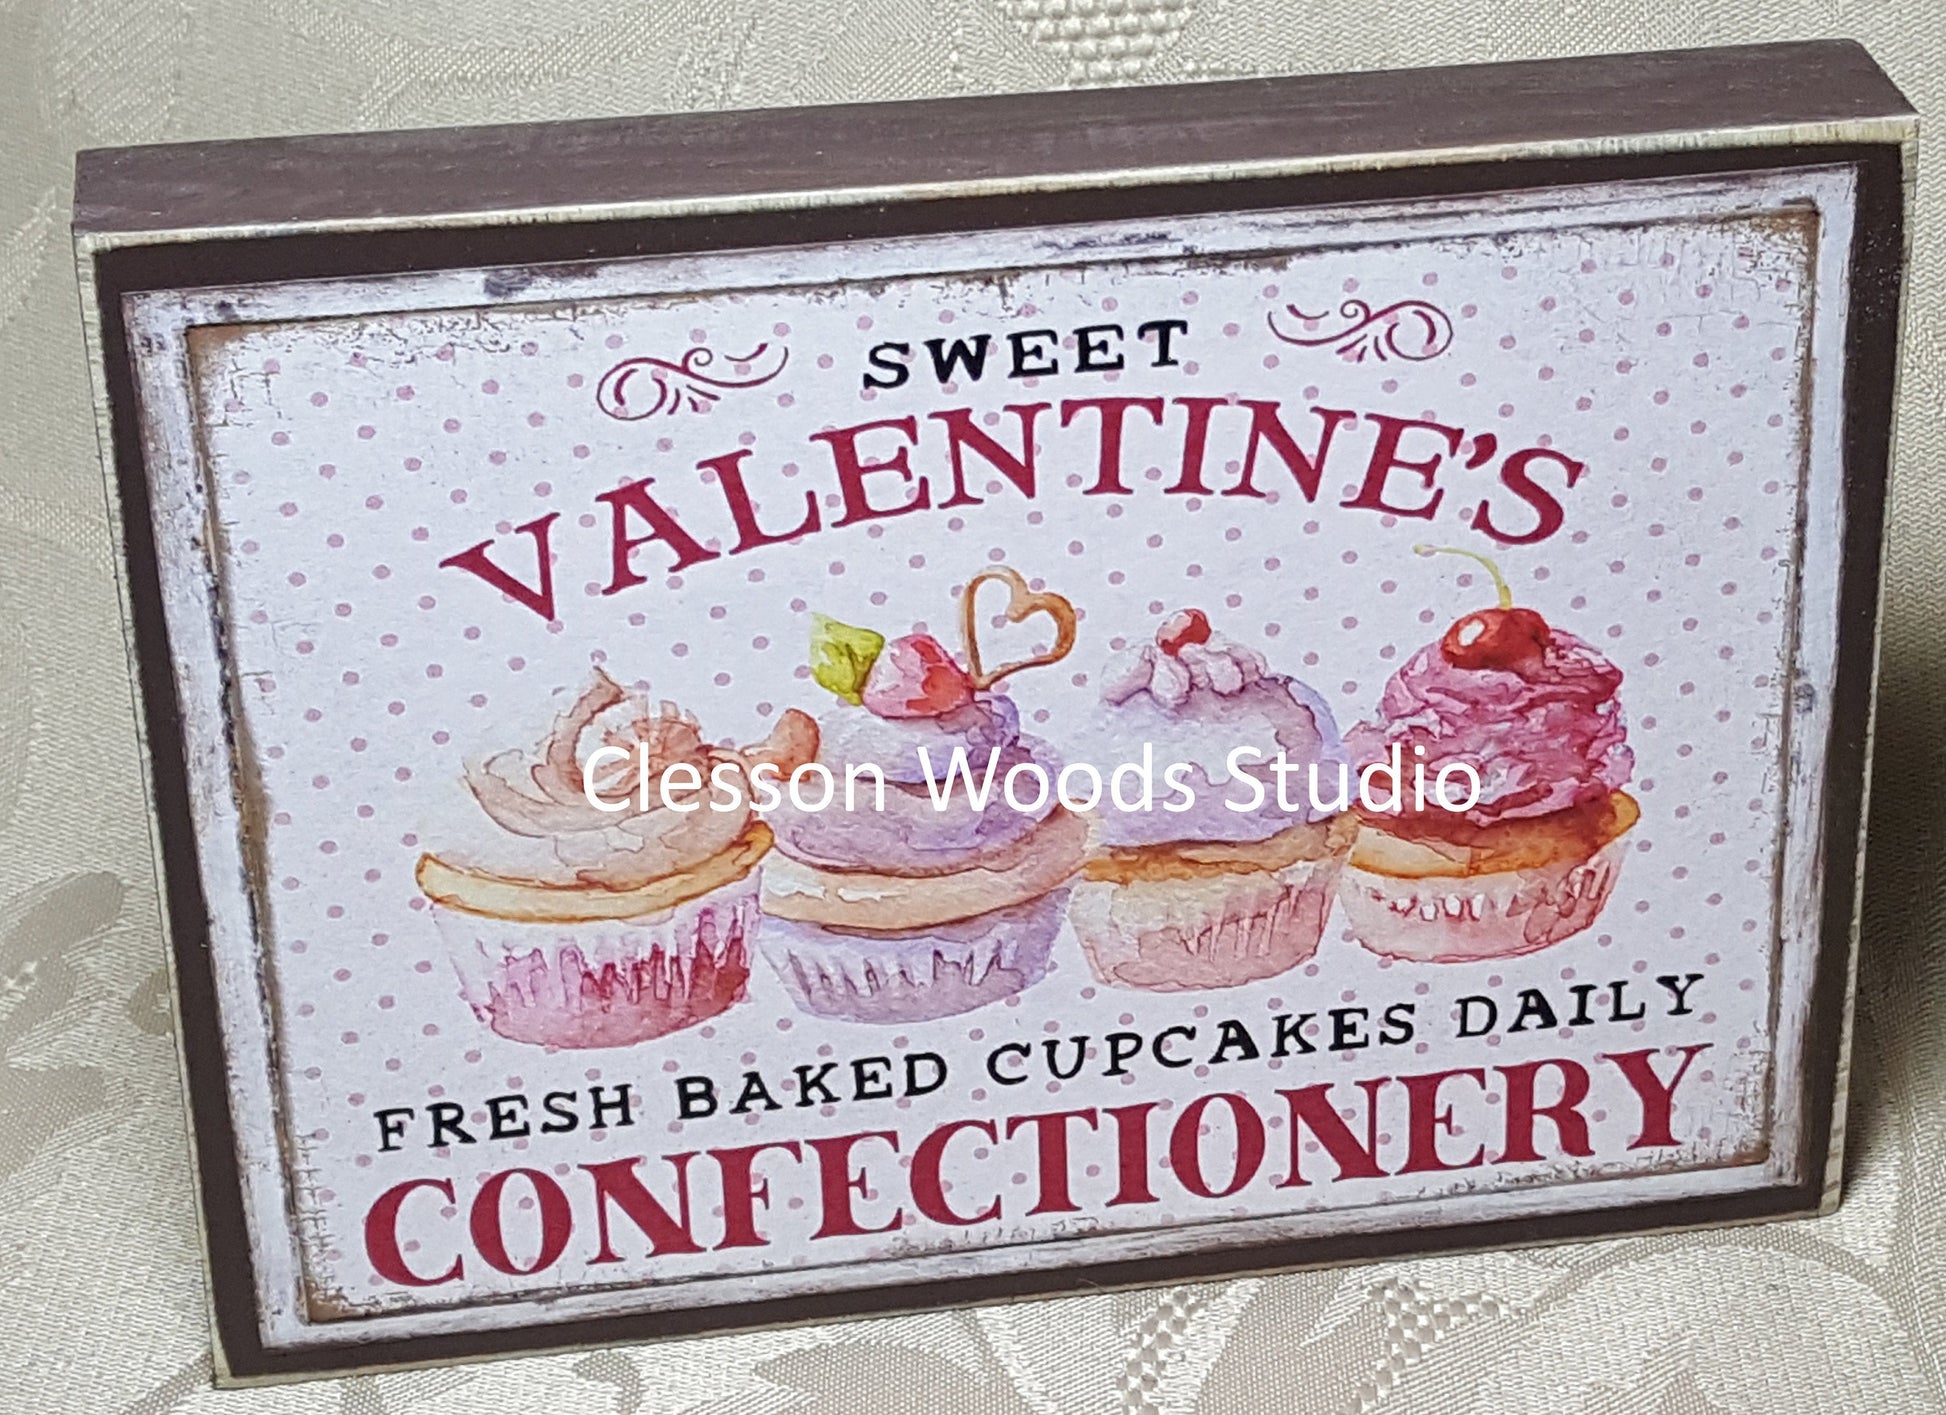 SWEET
VALENTINE'S
Clesson Woods Studio
FRESH BAKED CUPCAKES DAILY
CONFECTIONERY